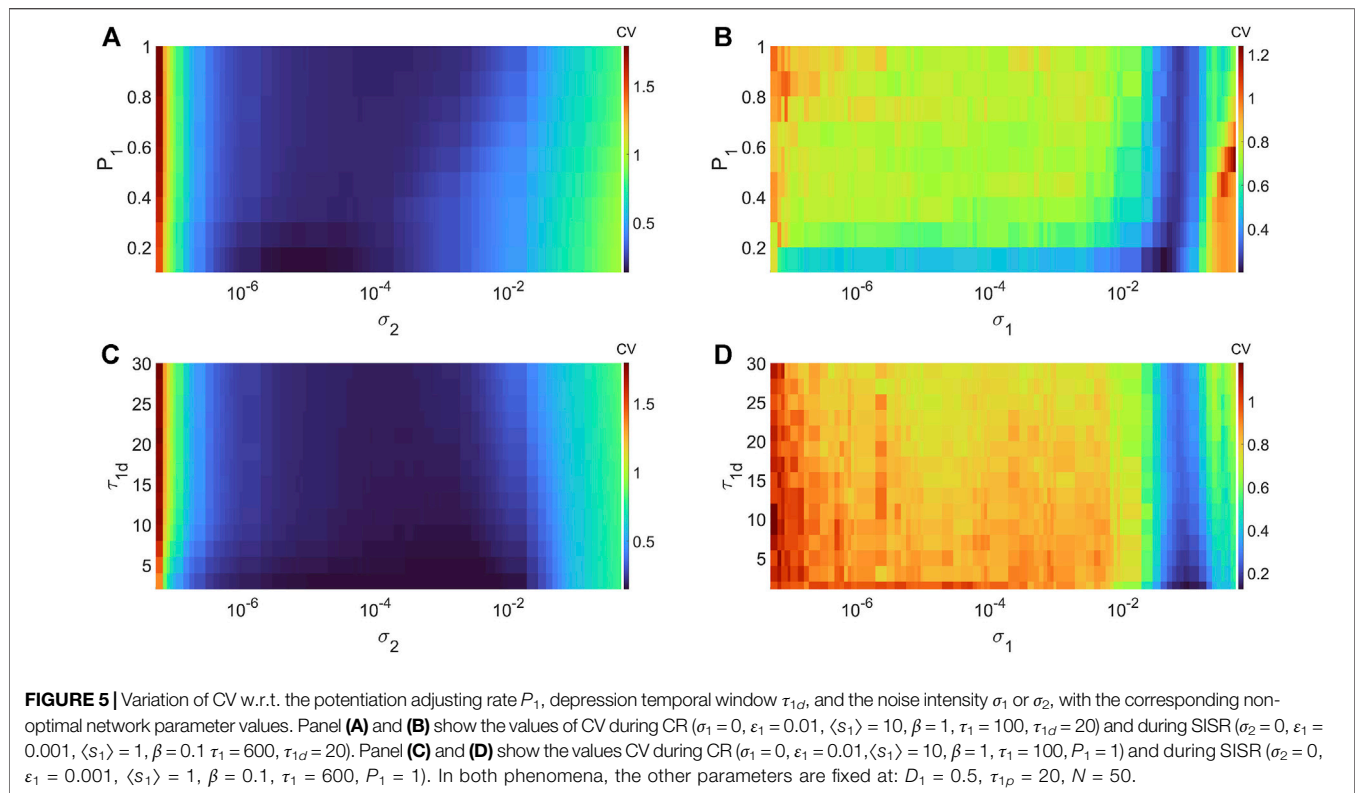 A
CV
B
CV
1
0.8
0.6
0.4
0.2
P1
10-6
10-4
10-2
σ2
1.5
1
0.5
1
0.8
0.6
0.4
0.2
P1
10-6
10-4
10-2
σ1
1.2
1
0.8
0.6
0.4
C
CV
D
CV
30
25
20
15
10
5
τ1d
10-6
10-4
10-2
σ2
1.5
1
0.5
30
25
20
15
10
5
τ1d
10-6
10-4
10-2
σ1
1
0.8
0.6
0.4
0.2
FIGURE 5 | Variation of CV w.r.t. the potentiation adjusting rate P1, depression temporal window τ1d, and the noise intensity σ1 or σ2, with the corresponding non-
optimal network parameter values. Panel (A) and (B) show the values of CV during CR (σ1 = 0, ε1 = 0.01, ⟨s1⟩ = 10, β = 1, τ1 = 100, τ1d = 20) and during SISR (σ2 = 0, ε1 =
0.001, ⟨s1⟩ = 1, β = 0.1 τ1 = 600, τ1d = 20). Panel (C) and (D) show the values CV during CR (σ1 = 0, ε1 = 0.01,⟨s1⟩ = 10, β = 1, τ1 = 100, P1 = 1) and during SISR (σ2 = 0,
ε1 = 0.001, ⟨s1⟩ = 1, β = 0.1, τ1 = 600, P1 = 1). In both phenomena, the other parameters are fixed at: D1 = 0.5, τ1p = 20, N = 50.